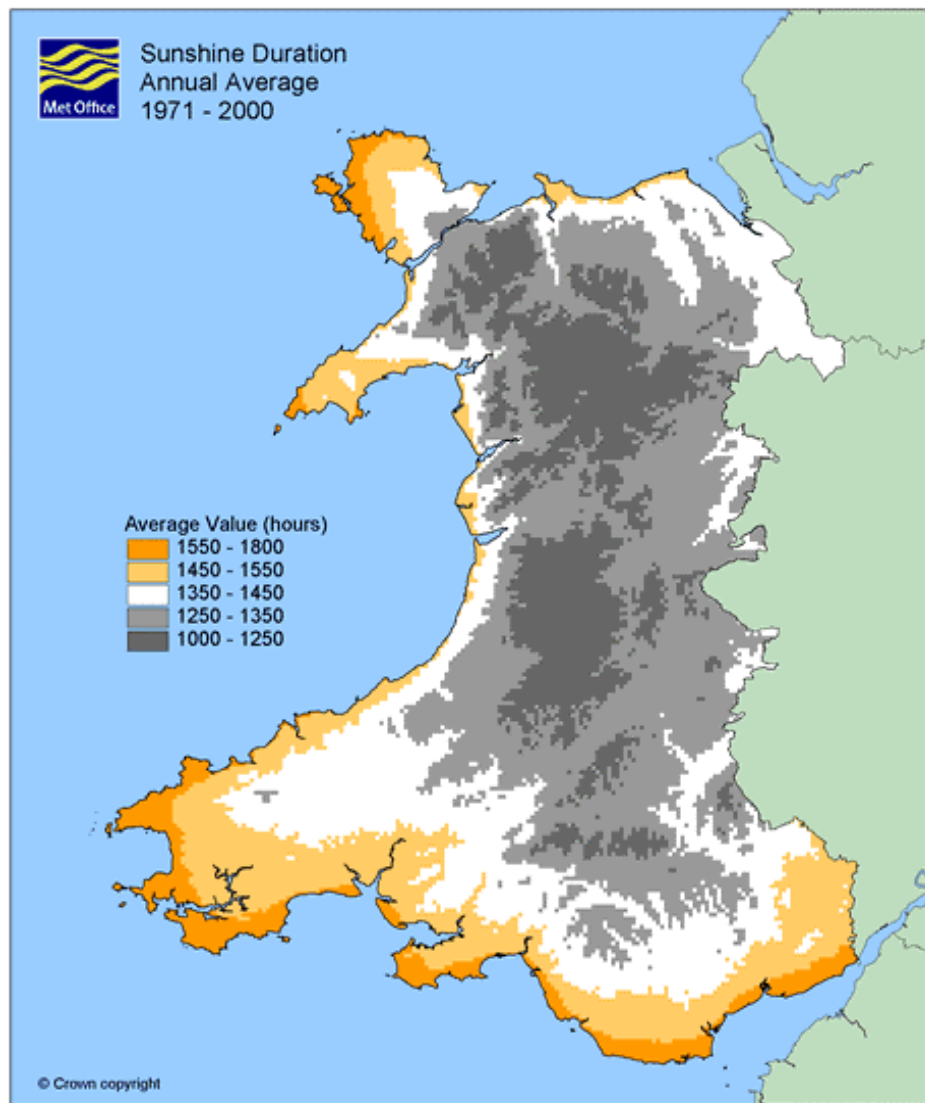 Met Office
Sunshine Duration
Annual Average
1971 - 2000
Average Value (hours)
1550 - 1800
1450 - 1550
1350 - 1450
1250 - 1350
1000 - 1250
© Crown copyright